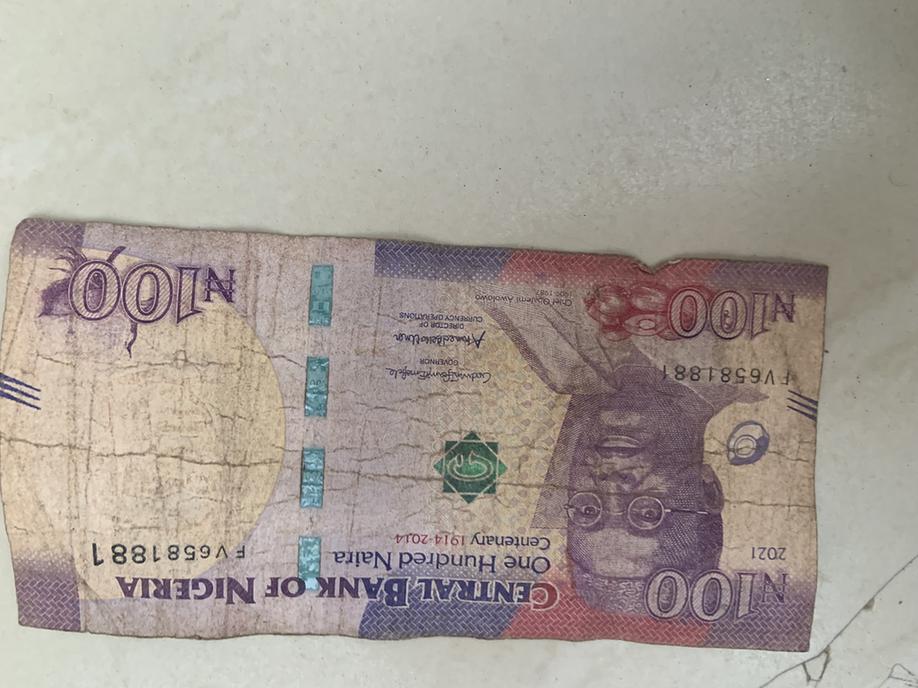 CENTRAL BANK OF NIGERIA
One Hundred Naira
Centenary 1914-2014
₦100
2021
FV6581881
GOVERNOR
DIRECTOR OF
CURRENCY OPERATIONS
FV6581881
₦100
Chief Obafemi Awolowo
1909-1987
₦100